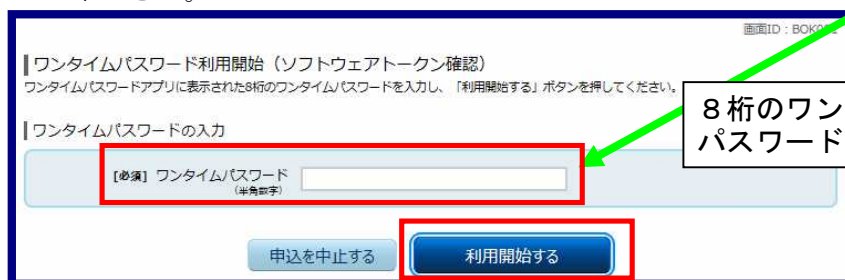 画面ID：BOK
ワンタイムパスワード利用開始（ソフトウェアトークン確認）
ワンタイムパスワードアプリに表示された8桁のワンタイムパスワードを入力し、「利用開始する」ボタンを押してください。
８桁のワン
パスワード
ワンタイムパスワードの入力
[必須] ワンタイムパスワード
（半角数字）
申込を中止する
利用開始する